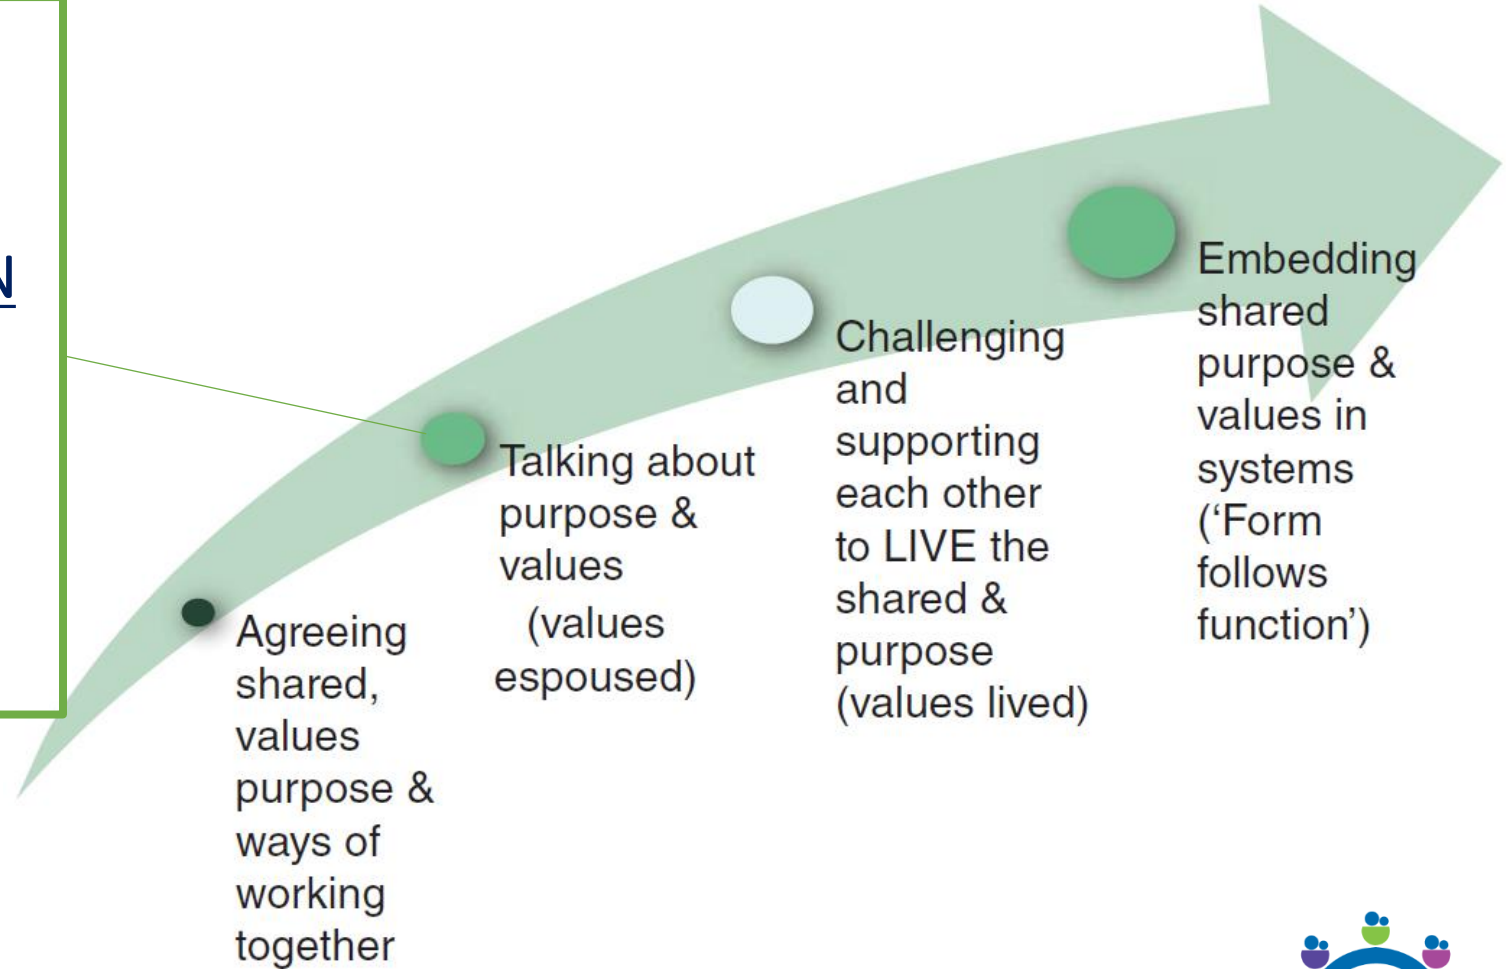 N
Agreeing
shared,
values
purpose &
ways of
working
together
Talking about
purpose &
values
(values
espoused)
Challenging
and
supporting
each other
to LIVE the
shared &
purpose
(values lived)
Embedding
shared
purpose &
values in
systems
(‘Form
follows
function’)